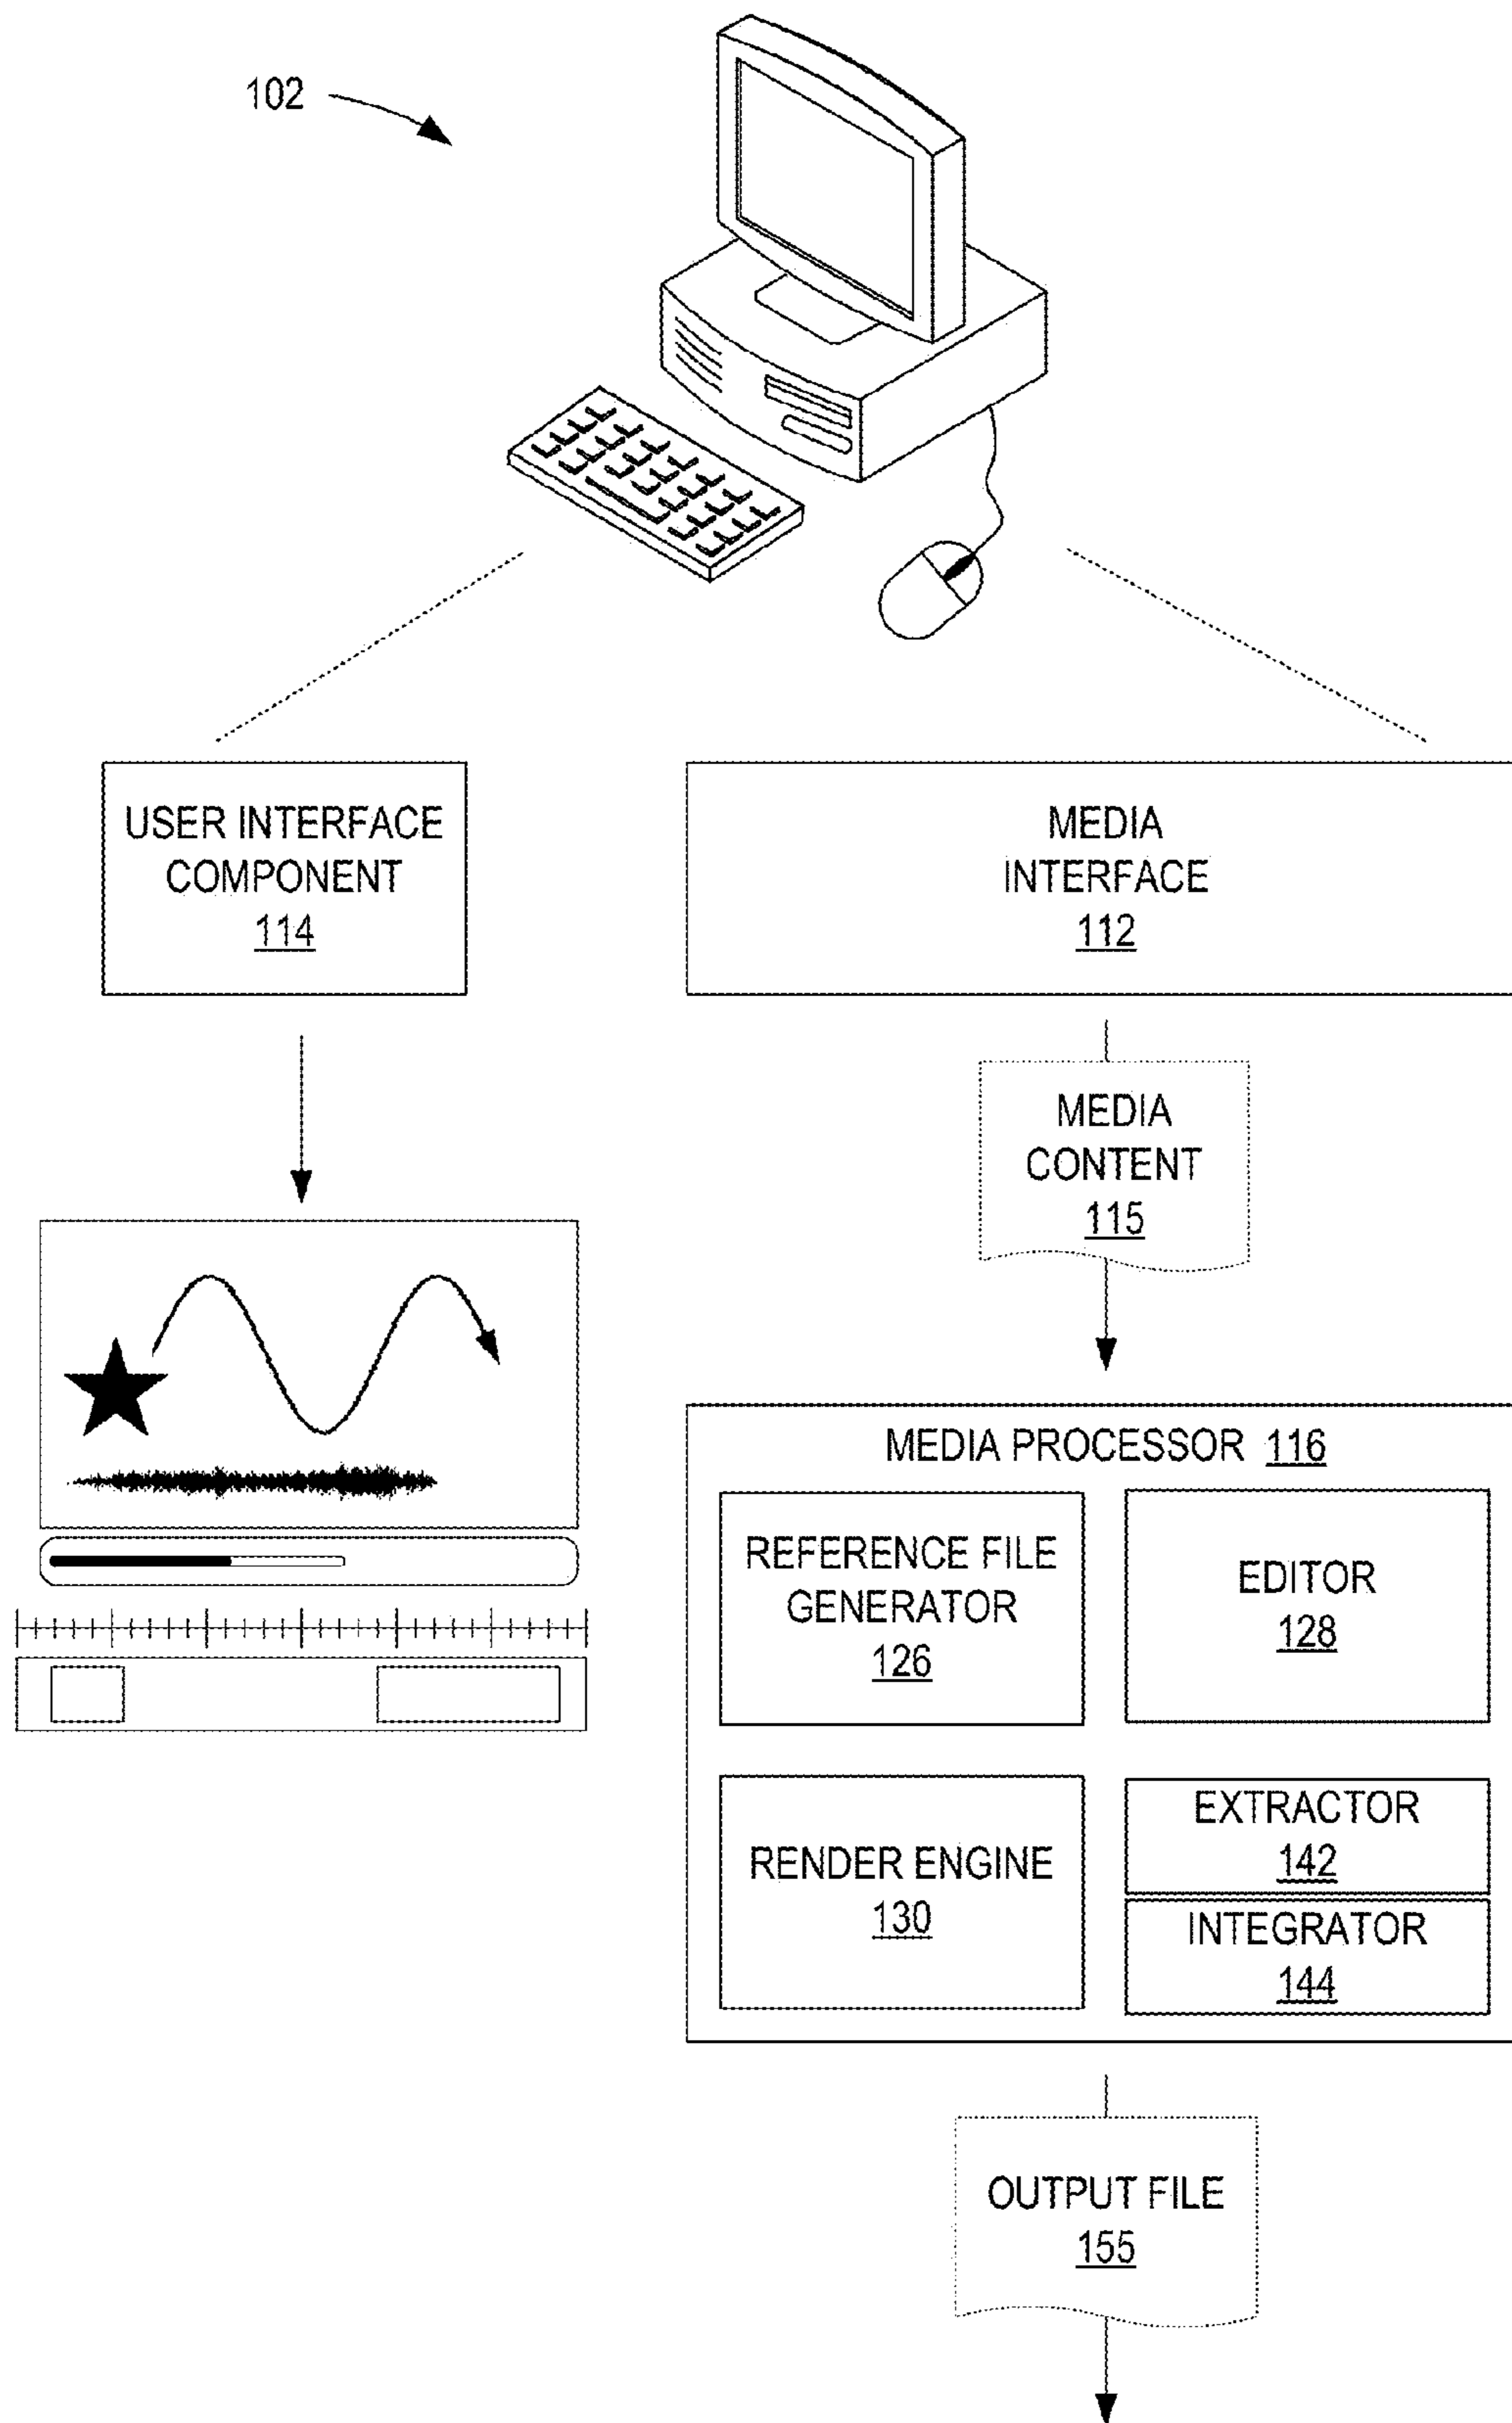 102
USER INTERFACE
COMPONENT
114
MEDIA
INTERFACE
112
MEDIA
CONTENT
115
MEDIA PROCESSOR 116
REFERENCE FILE
GENERATOR
126
EDITOR
128
RENDER ENGINE
130
EXTRACTOR
142
INTEGRATOR
144
OUTPUT FILE
155